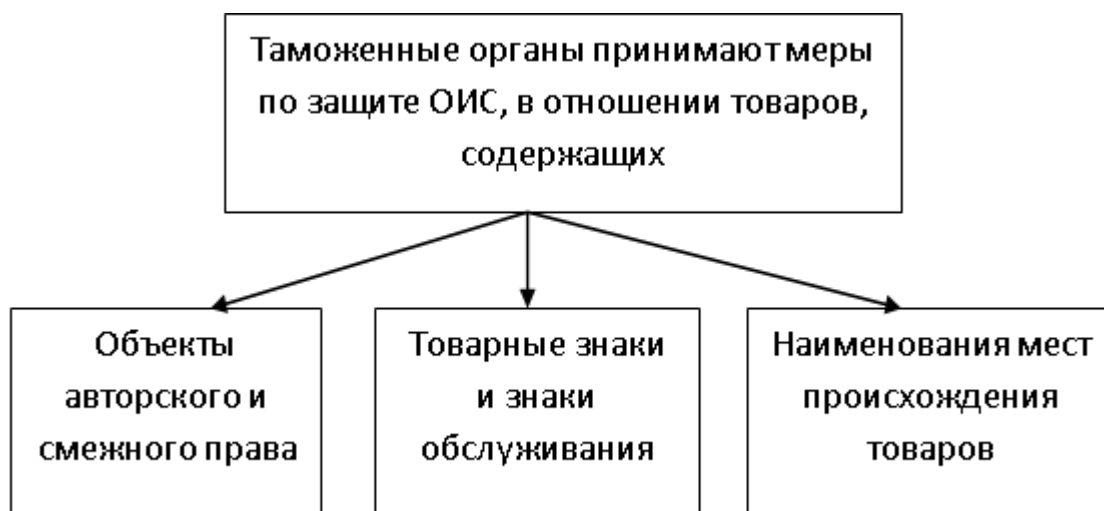 Таможенные органы принимают меры
по защите ОИС, в отношении товаров,
содержащих
Объекты
авторского и
смежного права
Товарные знаки
и знаки
обслуживания
Наименования мест
происхождения
товаров